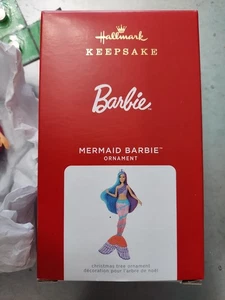 Hallmark
KEEPSAKE
Barbie
MERMAID BARBIE™
ORNAMENT
christmas tree ornament
décoration pour l'arbre de noël